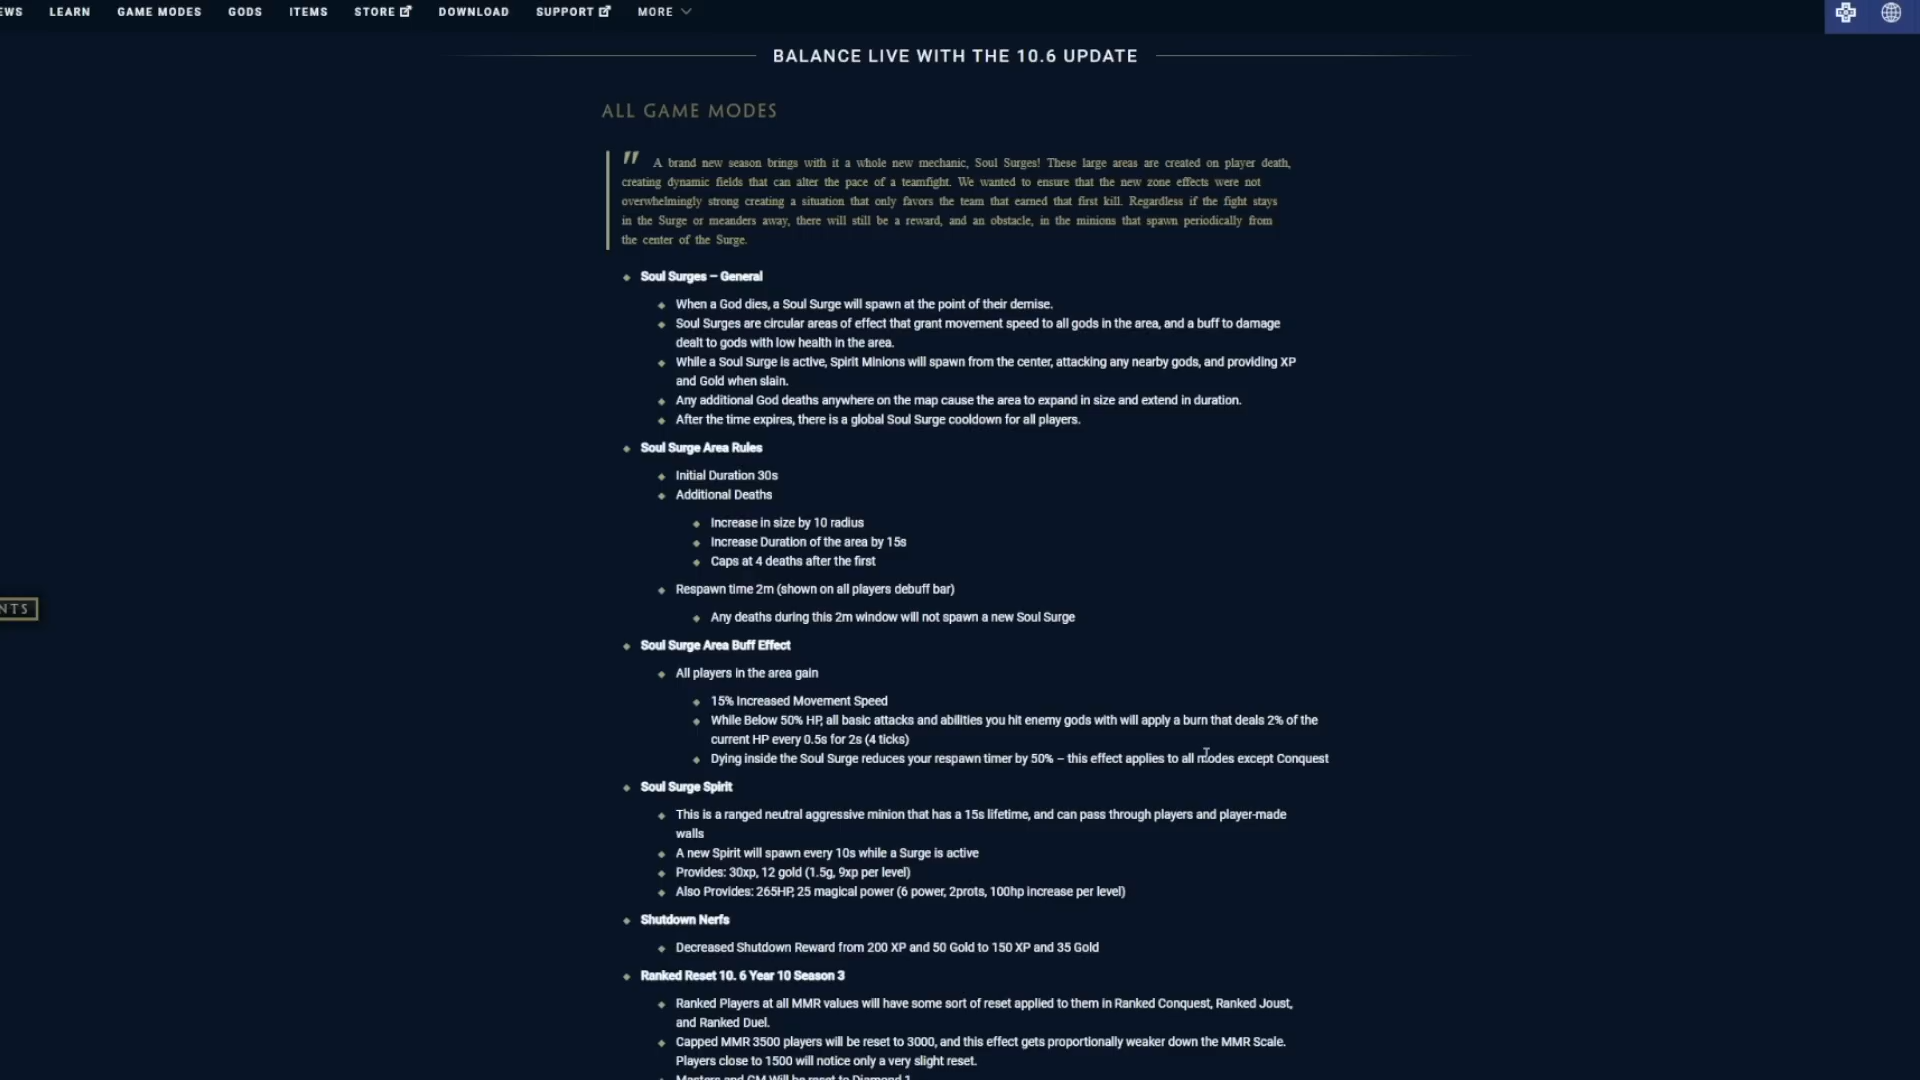 EWS LEARN GAME MODES GODS ITEMS STORE DOWNLOAD SUPPORT MORE
BALANCE LIVE WITH THE 10.6 UPDATE
ALL GAME MODES
" A brand new season brings with it a whole new mechanic, Soul Surges! These large areas are created on player death,
creating dynamic fields that can alter the pace of a teamfight. We wanted to ensure that the new zone effects were not
overwhelmingly strong creating a situation that only favors the team that earned that first kill. Regardless if the fight stays
in the Surge or meanders away, there will still be a reward, and an obstacle, in the minions that spawn periodically from
the center of the Surge.
Soul Surges – General
When a God dies, a Soul Surge will spawn at the point of their demise.
Soul Surges are circular areas of effect that grant movement speed to all gods in the area, and a buff to damage
dealt to gods with low health in the area.
While a Soul Surge is active, Spirit Minions will spawn from the center, attacking any nearby gods, and providing XP
and Gold when slain.
Any additional God deaths anywhere on the map cause the area to expand in size and extend in duration.
After the time expires, there is a global Soul Surge cooldown for all players.
Soul Surge Area Rules
Initial Duration 30s
Additional Deaths
Increase in size by 10 radius
Increase Duration of the area by 15s
Caps at 4 deaths after the first
Respawn time 2m (shown on all players debuff bar)
Any deaths during this 2m window will not spawn a new Soul Surge
NTS
Soul Surge Area Buff Effect
All players in the area gain
15% Increased Movement Speed
While Below 50% HP, all basic attacks and abilities you hit enemy gods with will apply a burn that deals 2% of the
current HP every 0.5s for 2s (4 ticks)
Dying inside the Soul Surge reduces your respawn timer by 50% – this effect applies to all modes except Conquest
Soul Surge Spirit
This is a ranged neutral aggressive minion that has a 15s lifetime, and can pass through players and player-made
walls
A new Spirit will spawn every 10s while a Surge is active
Provides: 30xp, 12 gold (1.5g, 9xp per level)
Also Provides: 265HP, 25 magical power (6 power, 2prots, 100hp increase per level)
Shutdown Nerfs
Decreased Shutdown Reward from 200 XP and 50 Gold to 150 XP and 35 Gold
Ranked Reset 10. 6 Year 10 Season 3
Ranked Players at all MMR values will have some sort of reset applied to them in Ranked Conquest, Ranked Joust,
and Ranked Duel.
Capped MMR 3500 players will be reset to 3000, and this effect gets proportionally weaker down the MMR Scale.
Players close to 1500 will notice only a very slight reset.
Masters and GM Will be reset to Diamond 1